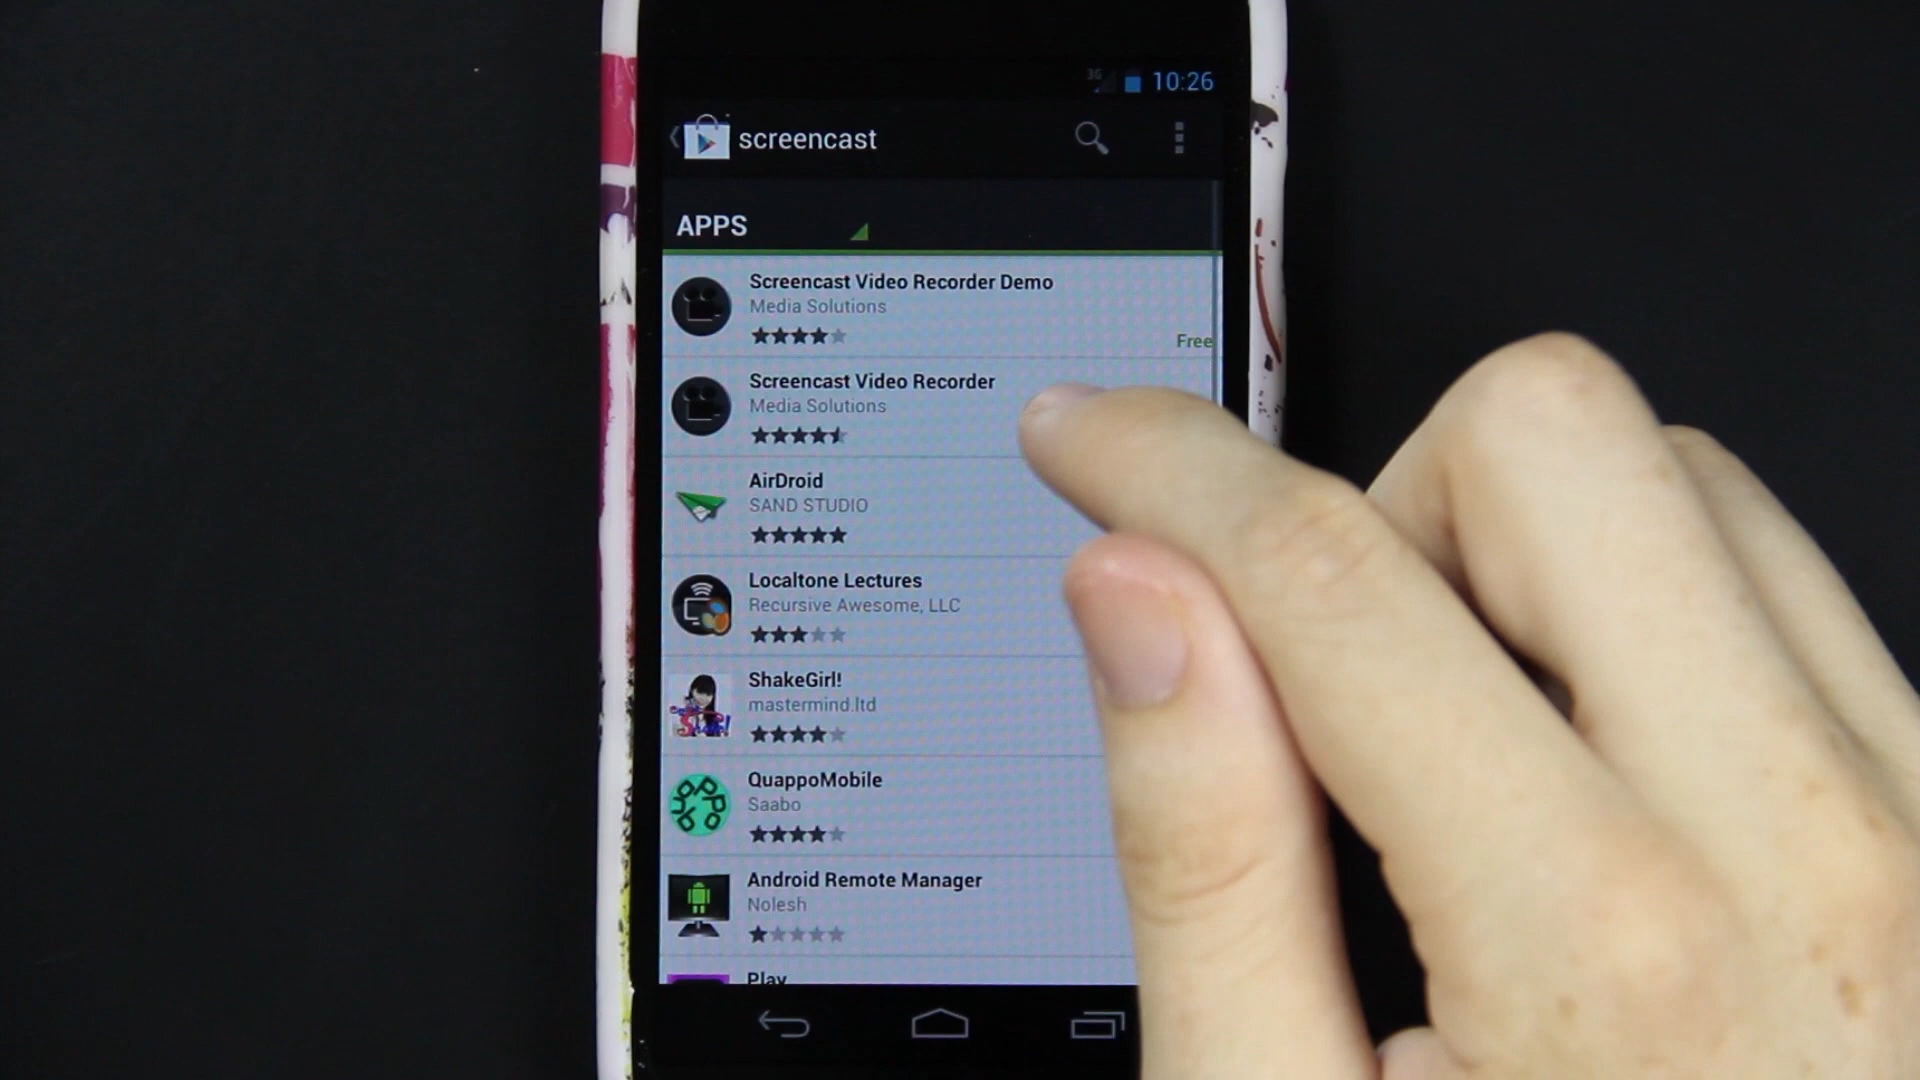 3G 10:26
screencast
APPS
Screencast Video Recorder Demo
Media Solutions
Free
Screencast Video Recorder
Media Solutions
AirDroid
SAND STUDIO
Localtone Lectures
Recursive Awesome, LLC
ShakeGirl!
mastermind.ltd
QuappoMobile
Saabo
Android Remote Manager
Nolesh
Play